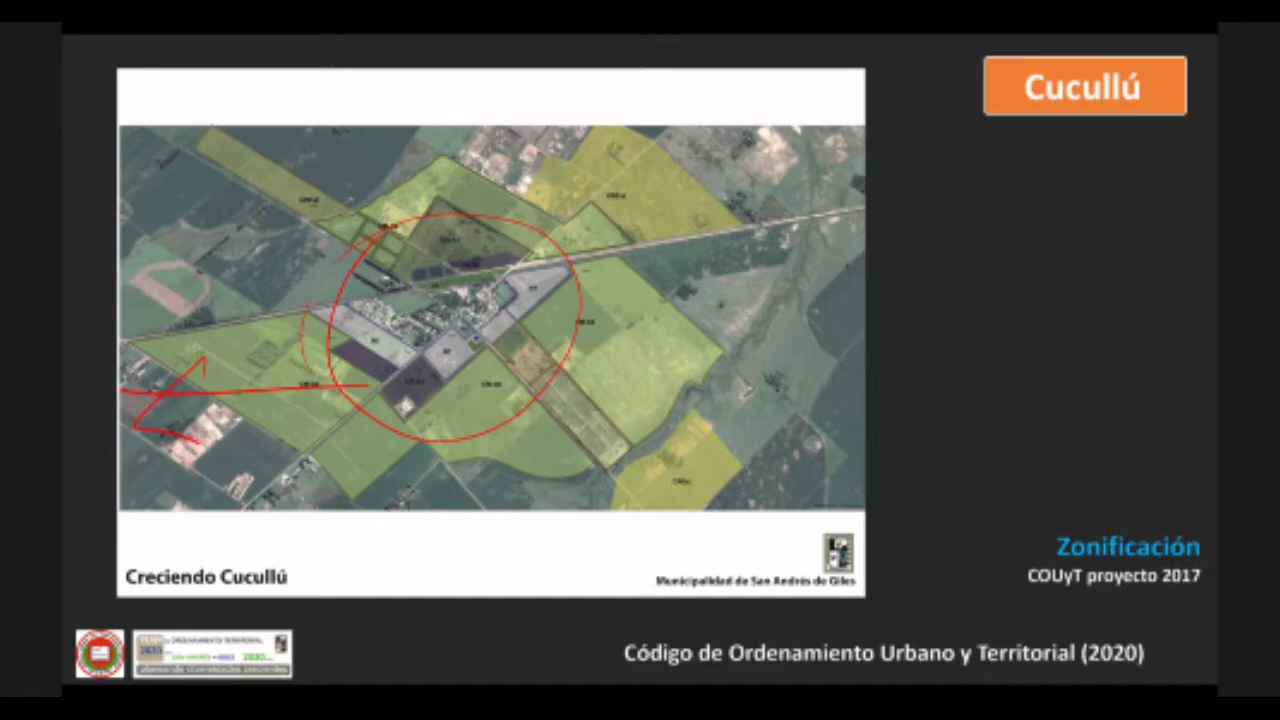 Cucullú
Creciendo Cucullú
Municipalidad de San Andrés de Giles
Zonificación
COUyT proyecto 2017
Código de Ordenamiento Urbano y Territorial (2020)